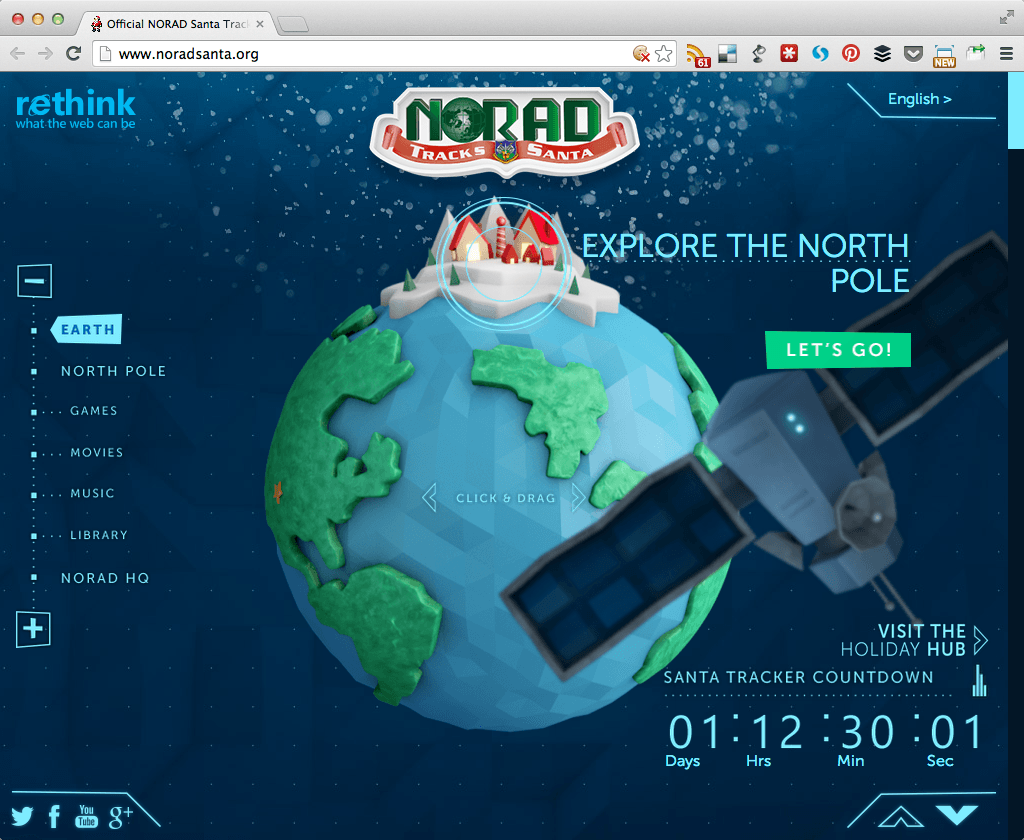 Official NORAD Santa Trac
www.noradsanta.org
61
NEW
rethink
what the web can be
NORAD
TRACKS SANTA
English >
EXPLORE THE NORTH
POLE
LET'S GO!
EARTH
NORTH POLE
GAMES
MOVIES
MUSIC
LIBRARY
NORAD HQ
CLICK & DRAG
VISIT THE
HOLIDAY HUB
SANTA TRACKER COUNTDOWN
01:12:30:01
Days Hrs Min Sec
You
Tube
g+